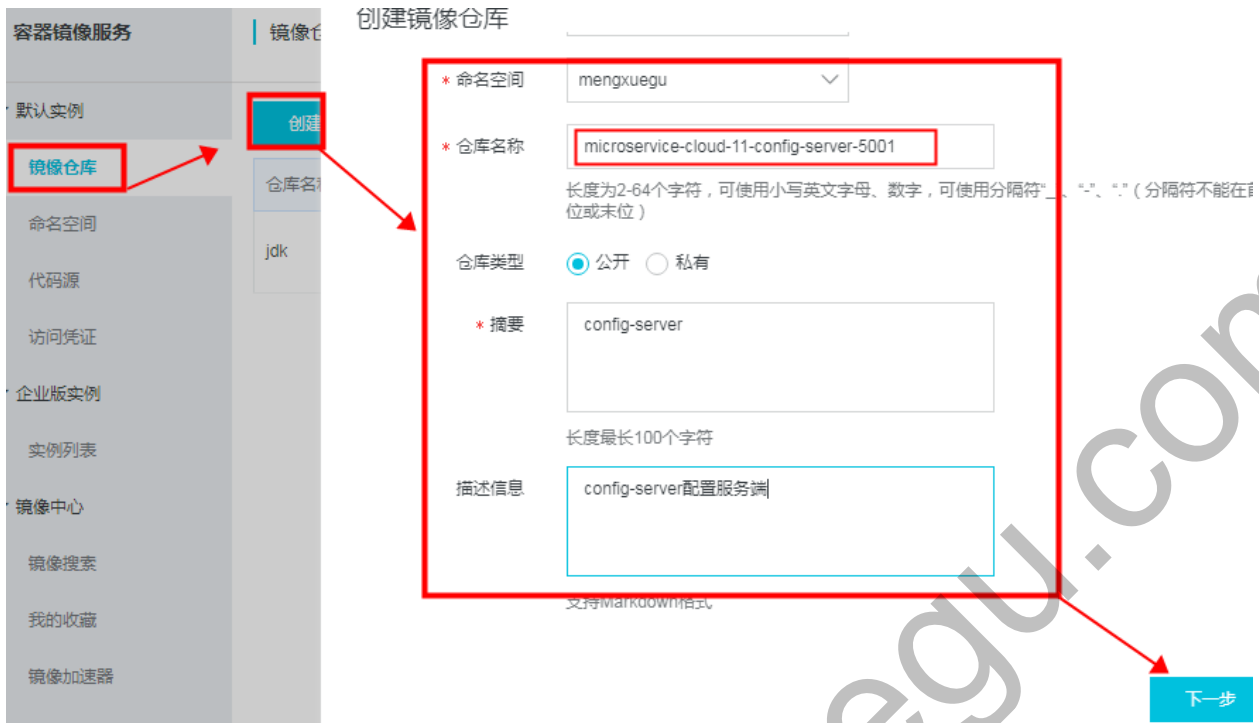 容器镜像服务
默认实例
镜像仓库
命名空间
代码源
访问凭证
企业版实例
实例列表
镜像中心
镜像搜索
我的收藏
镜像加速器
镜像仓
创建
仓库名
jdk
创建镜像仓库
* 命名空间 mengxuegu
* 仓库名称 microservice-cloud-11-config-server-5001
长度为2-64个字符，可使用小写英文字母、数字，可使用分隔符"_"、"-"、"."（分隔符不能在首
位或末位）
仓库类型 公开 私有
* 摘要 config-server
长度最长100个字符
描述信息 config-server配置服务端
支持Markdown格式
下一步
egu.com